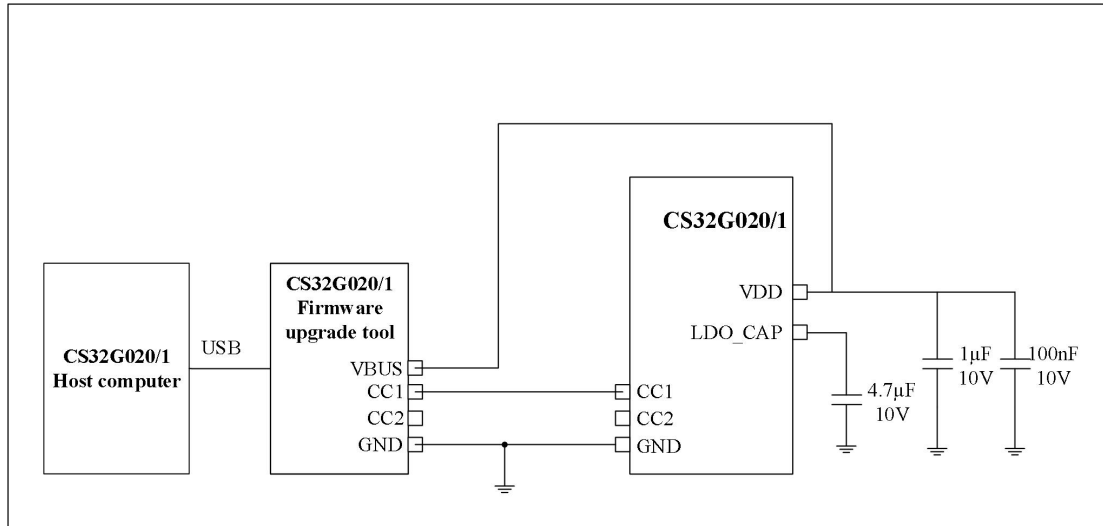 CS32G020/1
Host computer
USB
CS32G020/1
Firmware
upgrade tool
VBUS
CC1
CC2
GND
CS32G020/1
VDD
LDO_CAP
CC1
CC2
GND
4.7μF
10V
1μF
10V
100nF
10V